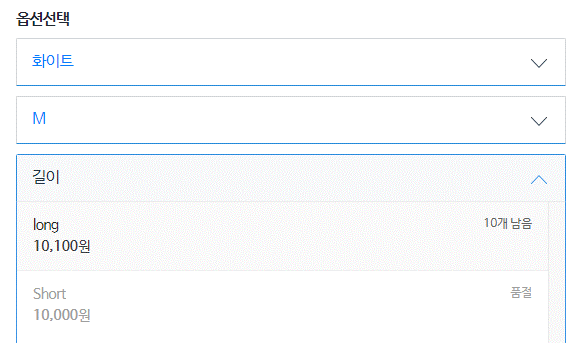 옵션선택
화이트
M
길이
long
10개 남음
10,100원
Short
품절
10,000원